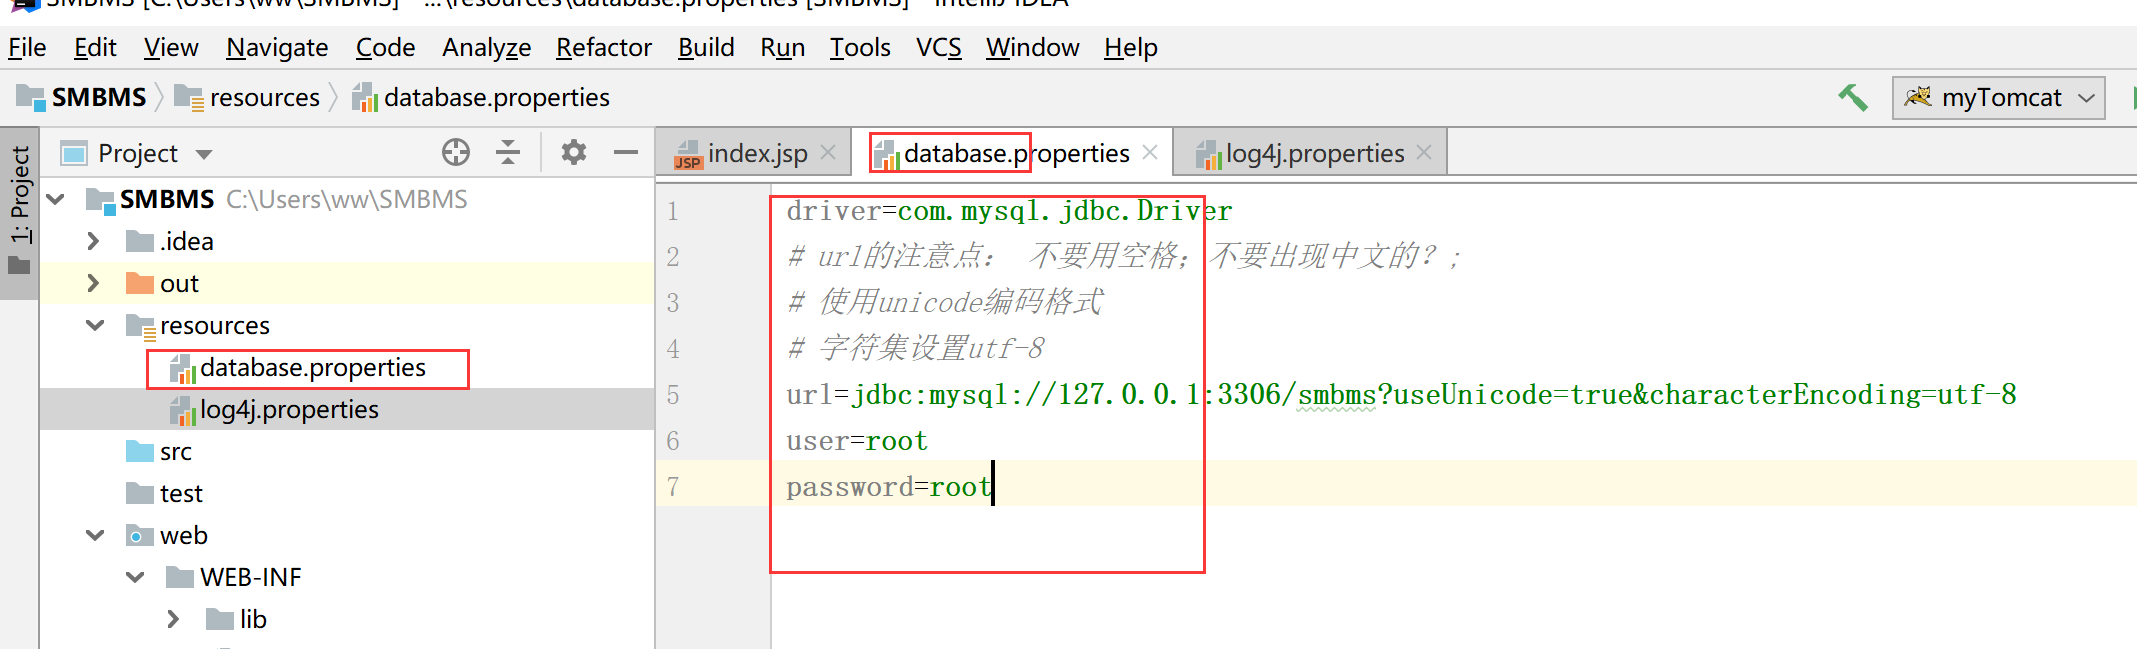 SMBMS [C:\Users\ww\SMBMS] - ...\resources\database.properties [SMBMS] - IntelliJ IDEA
File Edit View Navigate Code Analyze Refactor Build Run Tools VCS Window Help
SMBMS resources database.properties myTomcat
1: Project
Project
SMBMS C:\Users\ww\SMBMS
.idea
out
resources
database.properties
log4j.properties
src
test
web
WEB-INF
lib
index.jsp database.properties log4j.properties
1 driver=com.mysql.jdbc.Driver
2 # url的注意点： 不要用空格；不要出现中文的？;
3 # 使用unicode编码格式
4 # 字符集设置utf-8
5 url=jdbc:mysql://127.0.0.1:3306/smbms?useUnicode=true&characterEncoding=utf-8
6 user=root
7 password=root